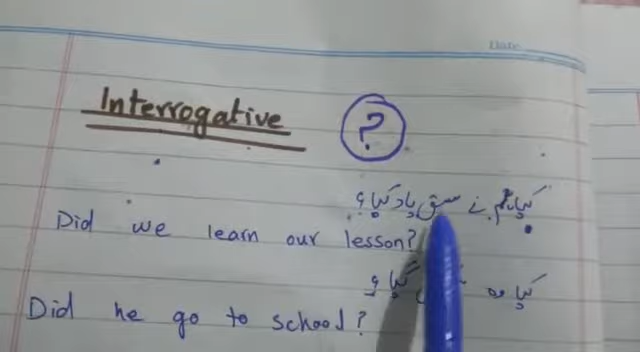 Date
Interrogative ?
کیا ہم نے سبق یاد کیا؟
Did we learn our lesson?
کیا وہ گیا؟
Did he go to school?